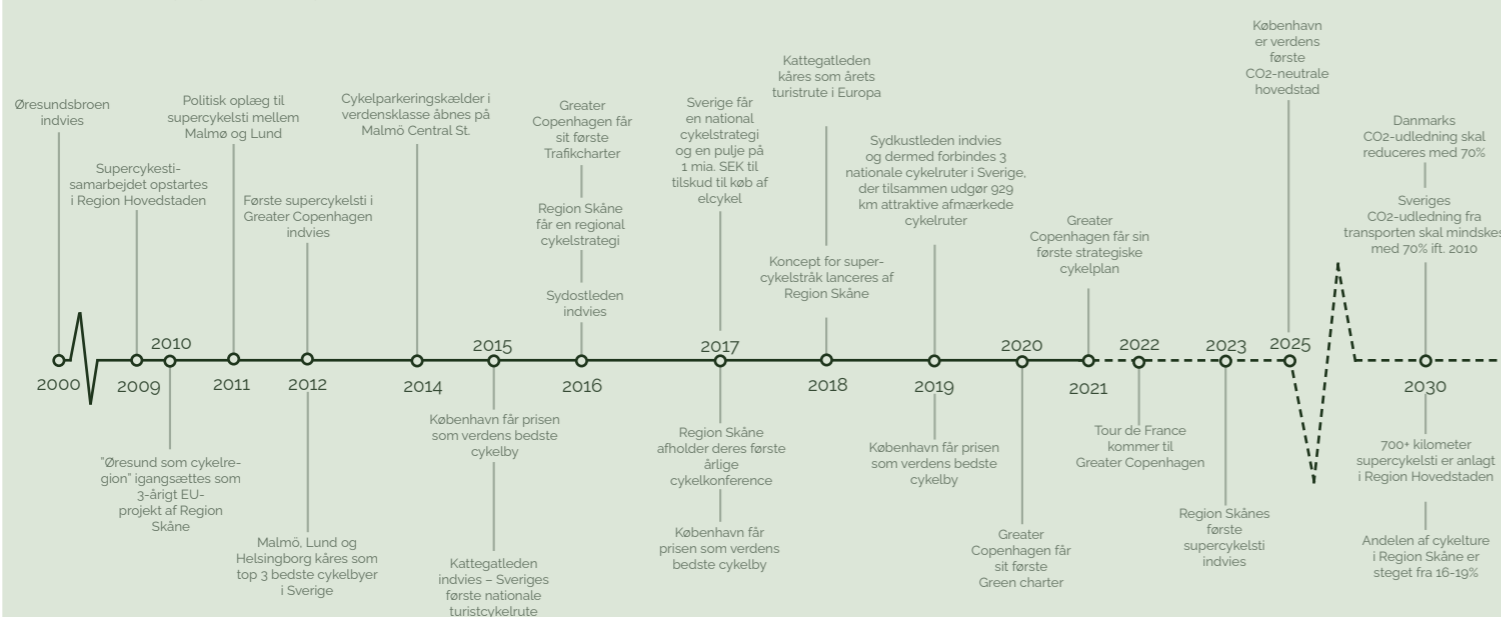 Øresundsbroen
indvies
2000
Supercykesti-
samarbejdet opstartes
i Region Hovedstaden
2009
2010
"Øresund som cykelre-
gion" igangsættes som
3-årigt EU-
projekt af Region
Skåne
Politisk oplæg til
supercykelsti mellem
Malmø og Lund
2011
Første supercykelsti i
Greater Copenhagen
indvies
2012
Malmö, Lund og
Helsingborg kåres som
top 3 bedste cykelbyer
i Sverige
Cykelparkeringskælder i
verdensklasse åbnes på
Malmö Central St.
2014
2015
København får prisen
som verdens bedste
cykelby
Kattegatleden
indvies – Sveriges
første nationale
turistcykelrute
Greater
Copenhagen får
sit første
Trafikcharter
Region Skåne
får en regional
cykelstrategi
Sydostleden
indvies
2016
Sverige får
en national
cykelstrategi
og en pulje på
1 mia. SEK til
tilskud til køb af
elcykel
2017
Region Skåne
afholder deres første
årlige
cykelkonference
København får
prisen som verdens
bedste cykelby
Kattegatleden
kåres som årets
turistrute i Europa
Koncept for super-
cykelstråk lanceres af
Region Skåne
2018
Sydkustleden indvies
og dermed forbindes 3
nationale cykelruter i Sverige,
der tilsammen udgør 929
km attraktive afmærkede
cykelruter
2019
København får prisen
som verdens bedste
cykelby
2020
Greater
Copenhagen får
sit første
Green charter
Greater
Copenhagen får sin
første strategiske
cykelplan
2021
2022
Tour de France
kommer til
Greater Copenhagen
2023
Region Skånes
første
supercykelsti
indvies
København
er verdens
første
CO2-neutrale
hovedstad
2025
Danmarks
CO2-udledning skal
reduceres med 70%
Sveriges
CO2-udledning fra
transporten skal mindskes
med 70% ift. 2010
2030
700+ kilometer
supercykelsti er anlagt
i Region Hovedstaden
Andelen af cykelture
i Region Skåne er
steget fra 16-19%